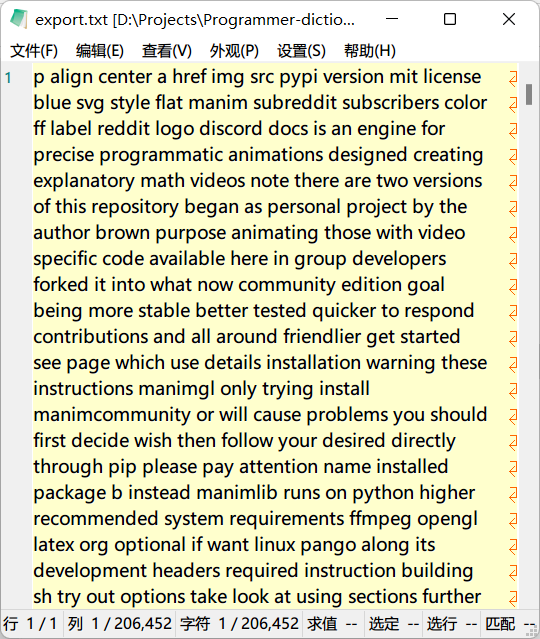 export.txt [D:\Projects\Programmer-dictio...
文件(F) 编辑(E) 查看(V) 外观(P) 设置(S) 帮助(H)
1 p align center a href img src pypi version mit license
blue svg style flat manim subreddit subscribers color
ff label reddit logo discord docs is an engine for
precise programmatic animations designed creating
explanatory math videos note there are two versions
of this repository began as personal project by the
author brown purpose animating those with video
specific code available here in group developers
forked it into what now community edition goal
being more stable better tested quicker to respond
contributions and all around friendlier get started
see page which use details installation warning these
instructions manimgl only trying install
manimcommunity or will cause problems you should
first decide wish then follow your desired directly
through pip please pay attention name installed
package b instead manimlib runs on python higher
recommended system requirements ffmpeg opengl
latex org optional if want linux pango along its
development headers required instruction building
sh try out options take look at using sections further
行 1 / 1 列 1 / 206,452 字符 1 / 206,452 求值 -- 选定 -- 选行 -- 匹配 --